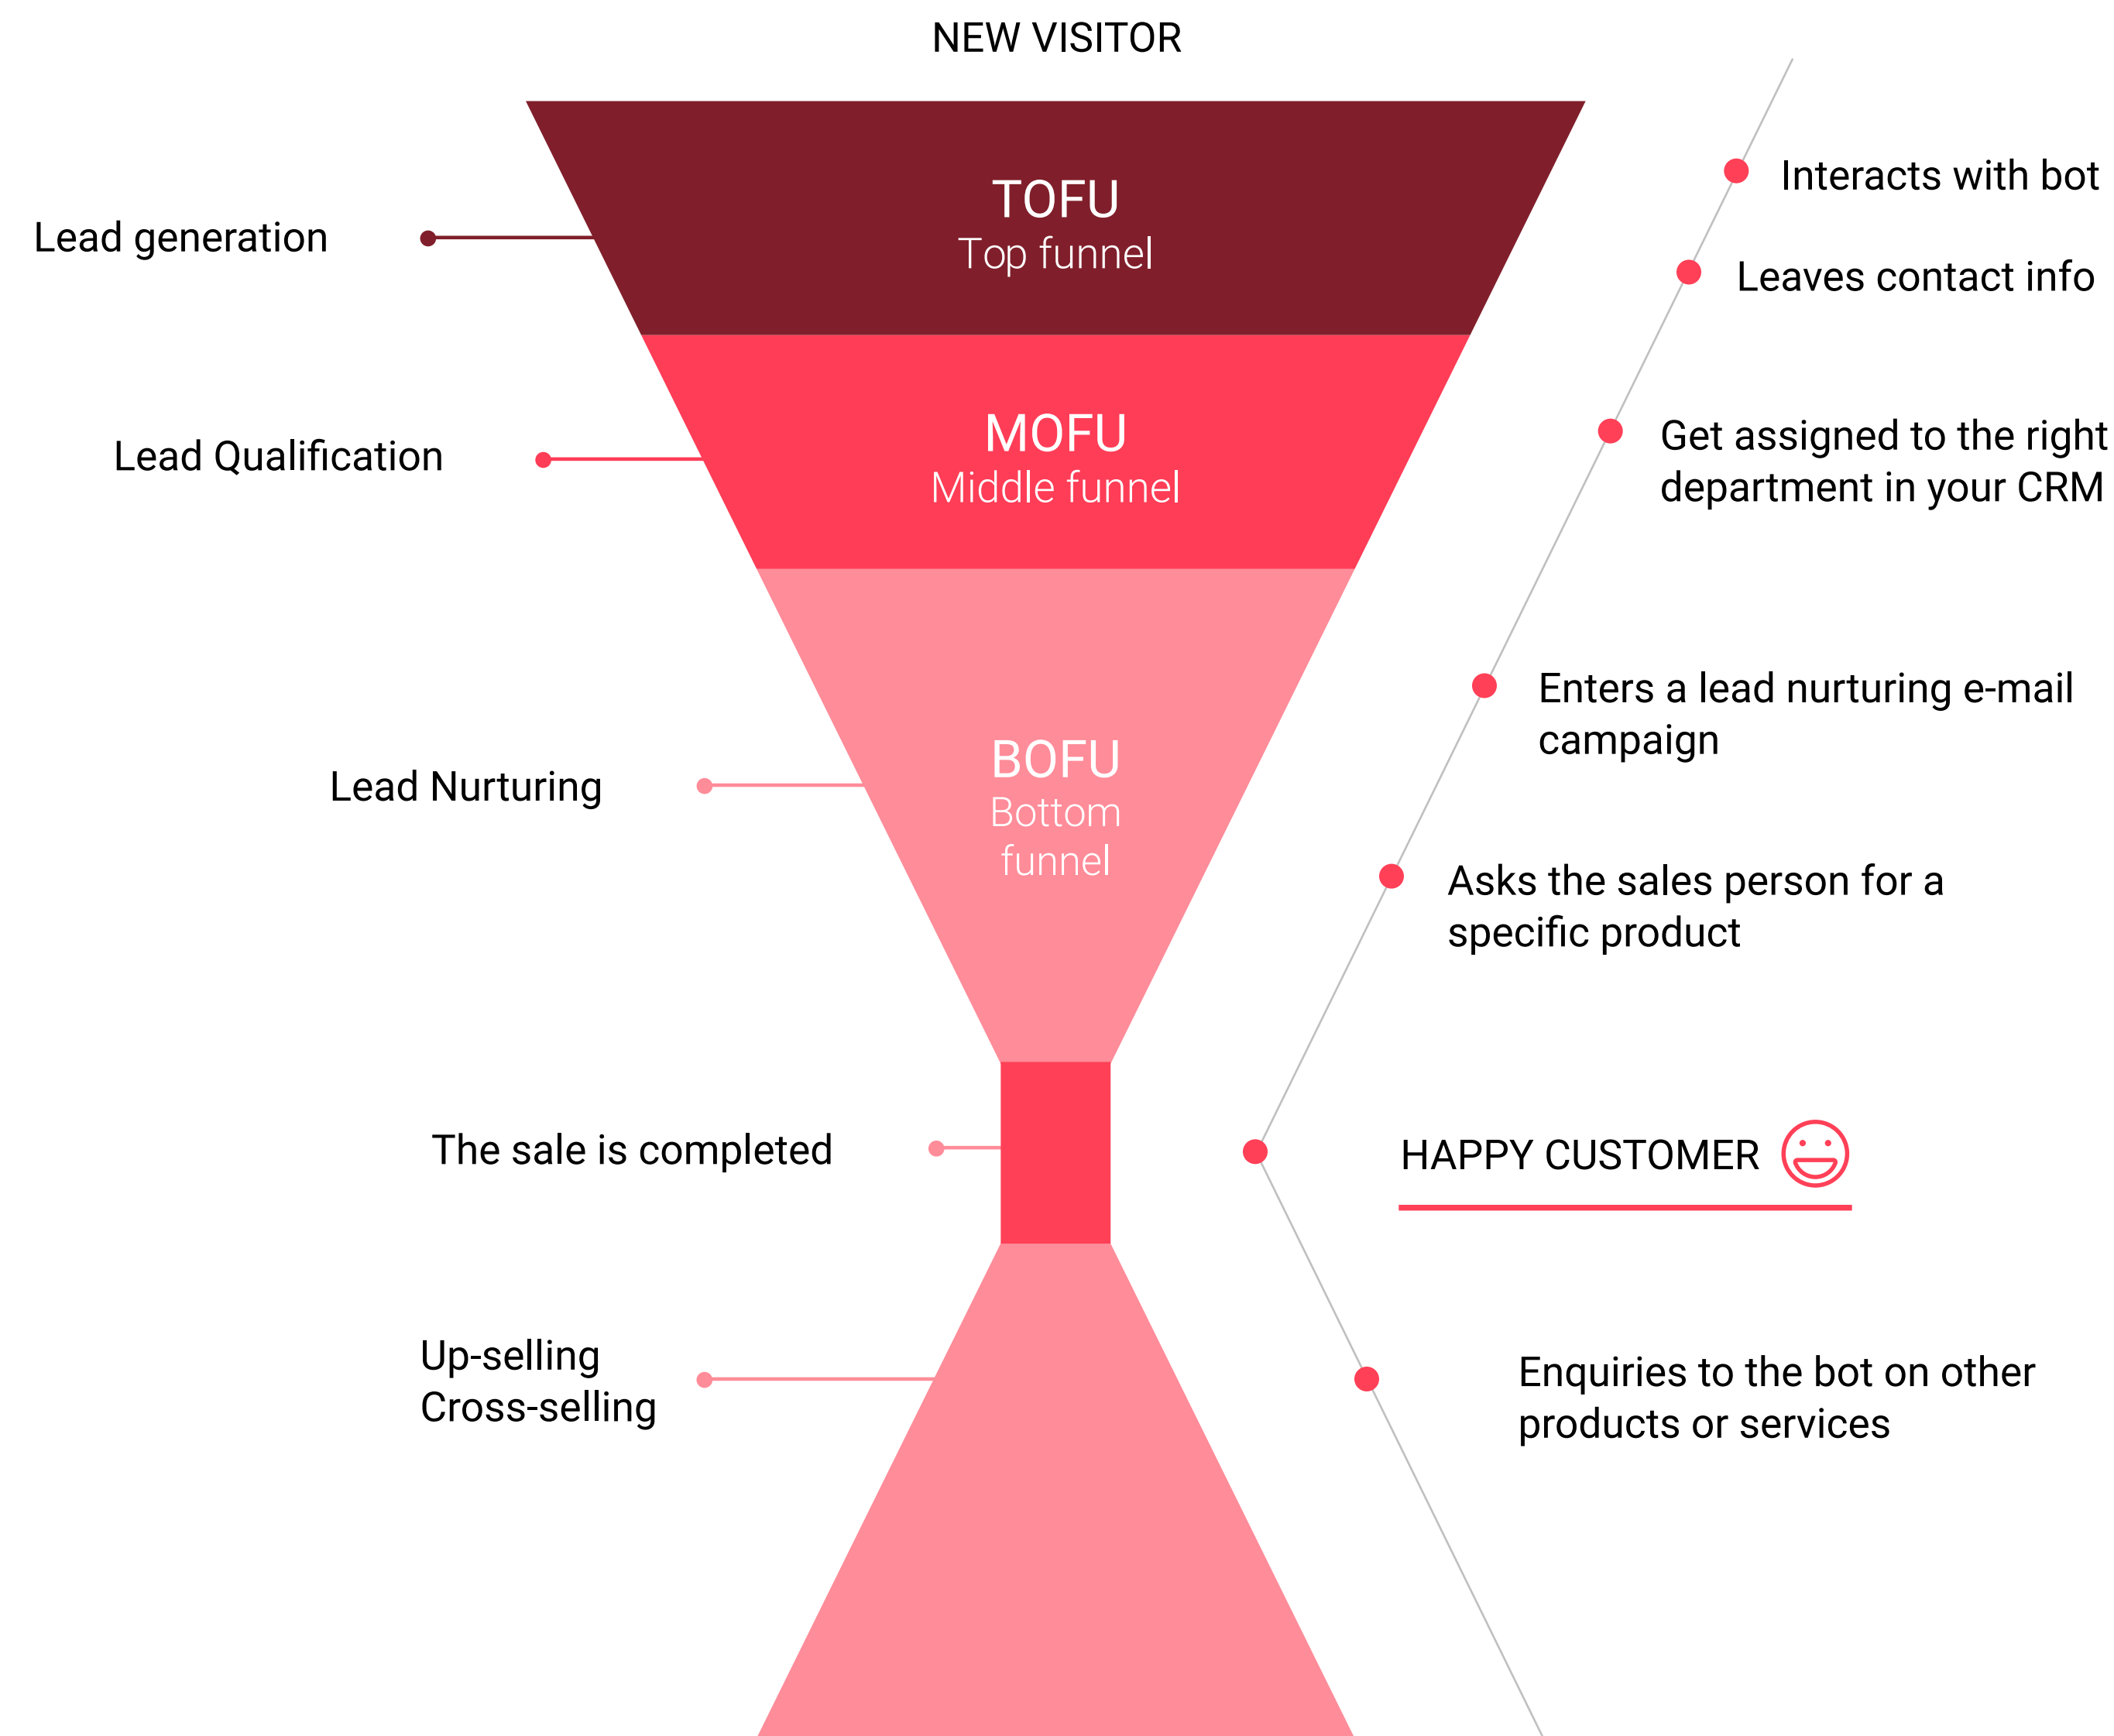 NEW VISITOR
TOFU
Top funnel
Lead generation
Interacts with bot
Leaves contact info
MOFU
Middle funnel
Lead Qualification
Get assigned to the right
department in your CRM
BOFU
Bottom
funnel
Lead Nurturing
Enters a lead nurturing e-mail
campaign
Asks the sales person for a
specific product
The sale is completed
HAPPY CUSTOMER
Up-selling
Cross-selling
Enquiries to the bot on other
products or services